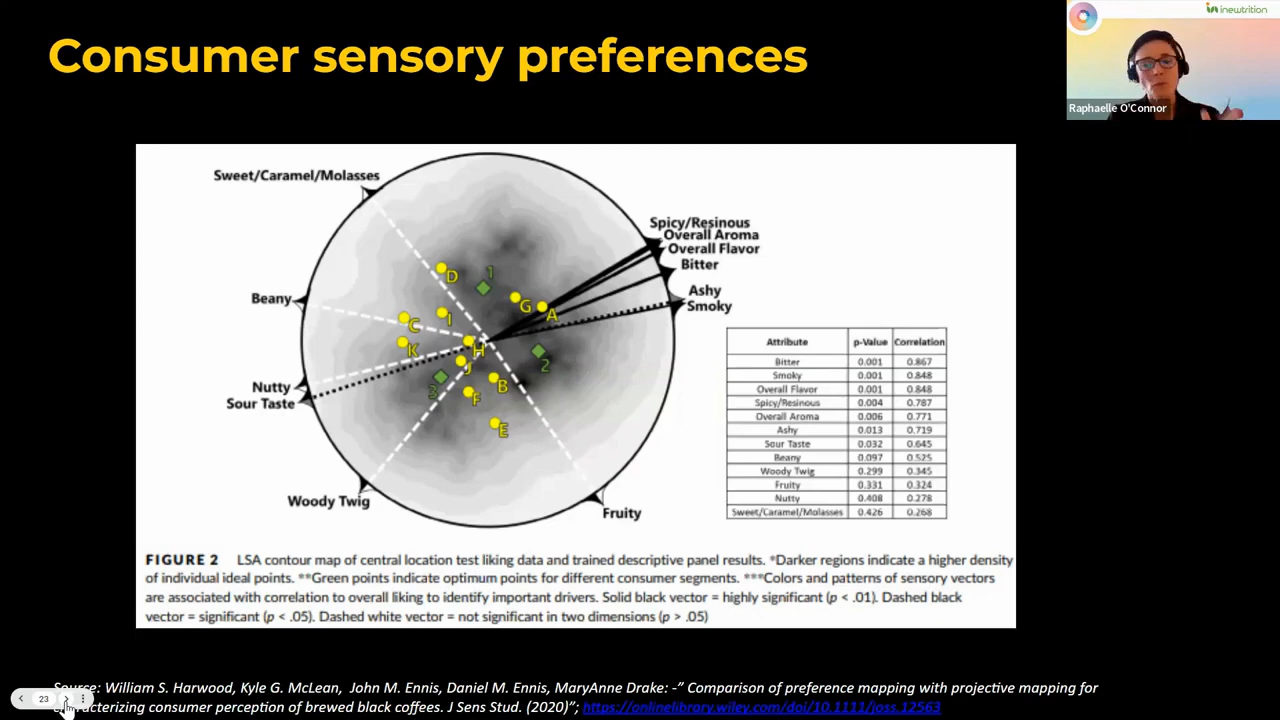 Consumer sensory preferences
inewtrition
Raphaelle O'Connor
Sweet/Caramel/Molasses
Spicy/Resinous
Overall Aroma
Overall Flavor
Bitter
Ashy
Smoky
Beany
Nutty
Sour Taste
Woody Twig
Fruity
D
1
G
A
I
C
K
H
J
2
3
B
F
E
Attribute p-Value Correlation
Bitter 0.001 0.867
Smoky 0.001 0.848
Overall Flavor 0.001 0.848
Spicy/Resinous 0.004 0.787
Overall Aroma 0.006 0.771
Ashy 0.013 0.719
Sour Taste 0.032 0.645
Beany 0.097 0.525
Woody Twig 0.299 0.345
Fruity 0.331 0.324
Nutty 0.408 0.278
Sweet/Caramel/Molasses 0.426 0.268
FIGURE 2 LSA contour map of central location test liking data and trained descriptive panel results. *Darker regions indicate a higher density
of individual ideal points. **Green points indicate optimum points for different consumer segments. ***Colors and patterns of sensory vectors
are associated with correlation to overall liking to identify important drivers. Solid black vector = highly significant (p < .01). Dashed black
vector = significant (p < .05). Dashed white vector = not significant in two dimensions (p > .05)
23
William S. Harwood, Kyle G. McLean, John M. Ennis, Daniel M. Ennis, MaryAnne Drake: -" Comparison of preference mapping with projective mapping for
consumer perception of brewed black coffees. J Sens Stud. (2020)"; https://onlinelibrary.wiley.com/doi/10.1111/joss.12563